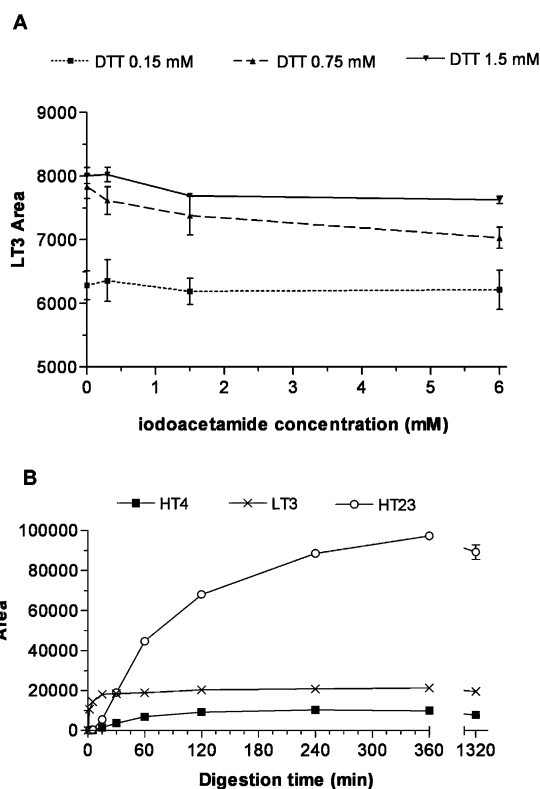 A
DTT 0.15 mM DTT 0.75 mM DTT 1.5 mM
9000
8000
7000
6000
5000
LT3 Area
0 1 2 3 4 5 6
iodoacetamide concentration (mM)
B
HT4 LT3 HT23
100000
80000
60000
40000
20000
0
Area
0 60 120 180 240 300 360 1320
Digestion time (min)